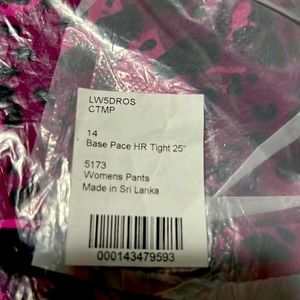 LW5DROS
CTMP
14
Base Pace HR Tight 25"
5173
Womens Pants
Made in Sri Lanka
000143479593